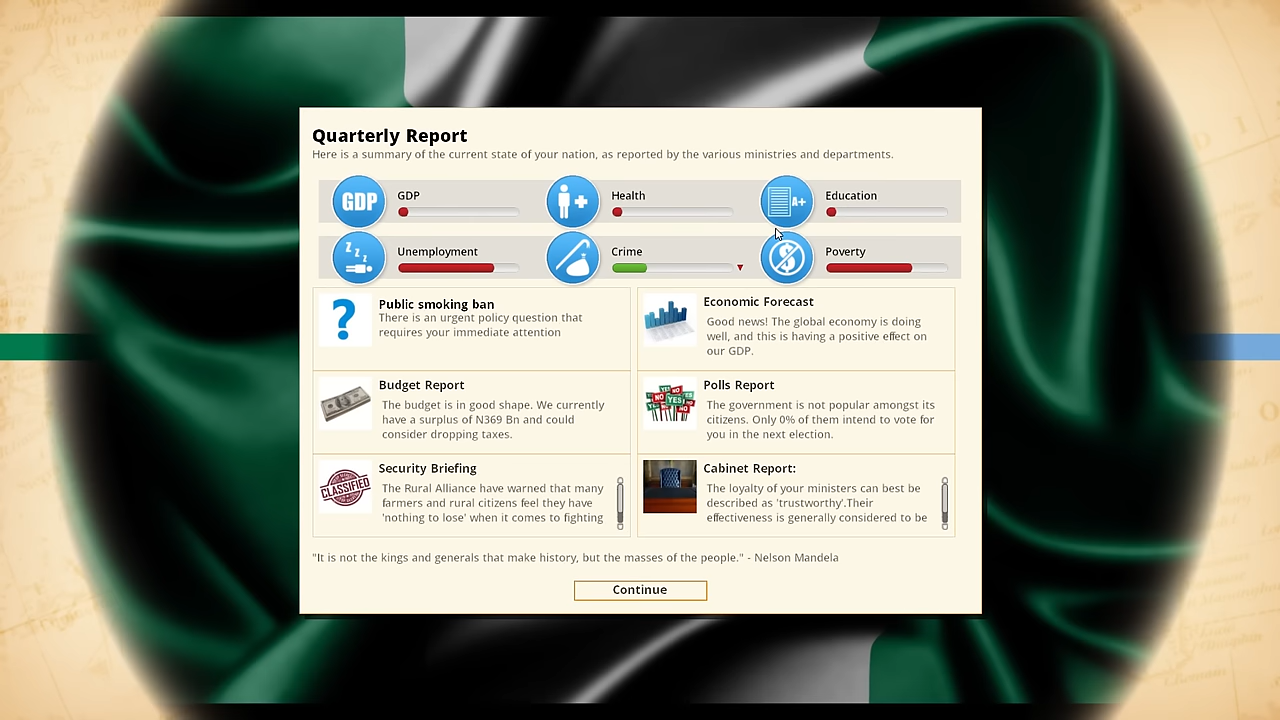 Quarterly Report
Here is a summary of the current state of your nation, as reported by the various ministries and departments.
GDP
GDP
Health
A+
Education
Z Z Z
Unemployment
Crime
$
Poverty
?
Public smoking ban
There is an urgent policy question that
requires your immediate attention
Economic Forecast
Good news! The global economy is doing
well, and this is having a positive effect on
our GDP.
Budget Report
The budget is in good shape. We currently
have a surplus of N369 Bn and could
consider dropping taxes.
YES NO
NO YES
NO
Polls Report
The government is not popular amongst its
citizens. Only 0% of them intend to vote for
you in the next election.
CLASSIFIED
Security Briefing
The Rural Alliance have warned that many
farmers and rural citizens feel they have
'nothing to lose' when it comes to fighting
Cabinet Report:
The loyalty of your ministers can best be
described as 'trustworthy'.Their
effectiveness is generally considered to be
"It is not the kings and generals that make history, but the masses of the people." - Nelson Mandela
Continue